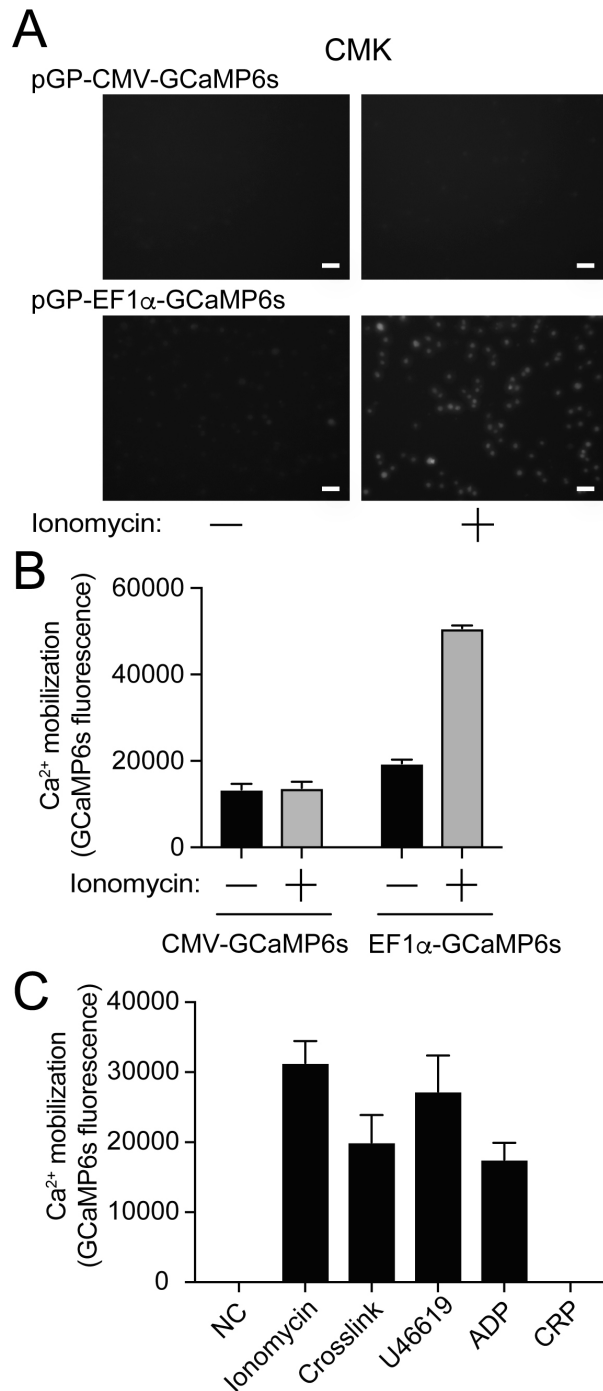 A
CMK
pGP-CMV-GCaMP6s
pGP-EF1α-GCaMP6s
Ionomycin: — +
B
Ca²⁺ mobilization
(GCaMP6s fluorescence)
60000
40000
20000
0
Ionomycin: — + — +
CMV-GCaMP6s EF1α-GCaMP6s
C
Ca²⁺ mobilization
(GCaMP6s fluorescence)
40000
30000
20000
10000
0
NC
Ionomycin
Crosslink
U46619
ADP
CRP